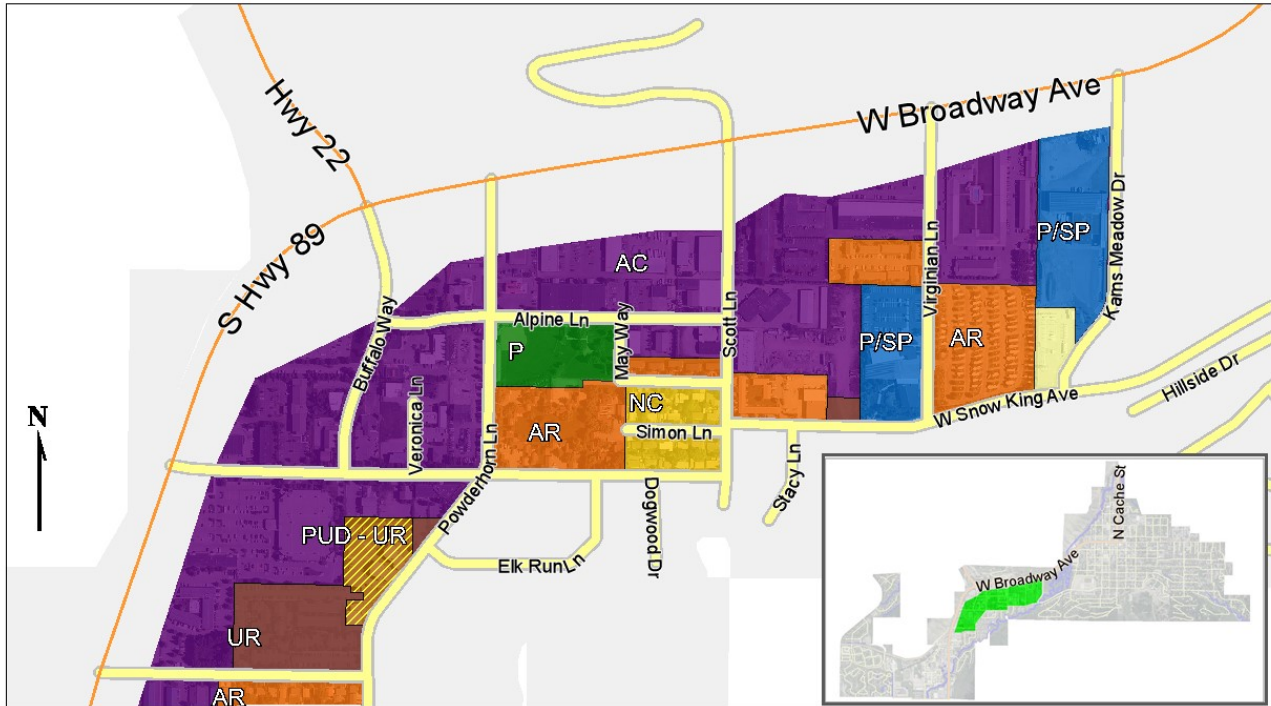 Hwy 22
W Broadway Ave
S Hwy 89
AC
P/SP
Kams Meadow Dr
Virginian Ln
Buffalo Way
Alpine Ln
May Way
Scott Ln
P
P/SP
AR
Veronica Ln
NC
AR
Simon Ln
W Snow King Ave
Hillside Dr
N
Powderhorn Ln
Dogwood Dr
Stacy Ln
PUD - UR
Elk Run Ln
UR
AR
N Cache St
W Broadway Ave